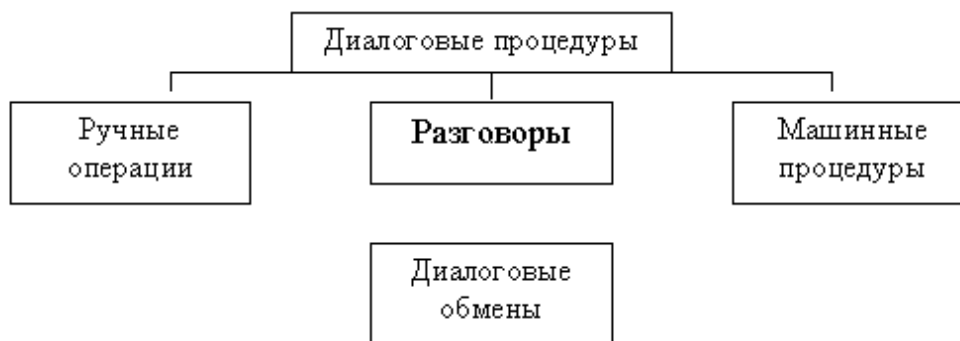 Диалоговые процедуры
Ручные
операции
Разговоры
Машинные
процедуры
Диалоговые
обмены